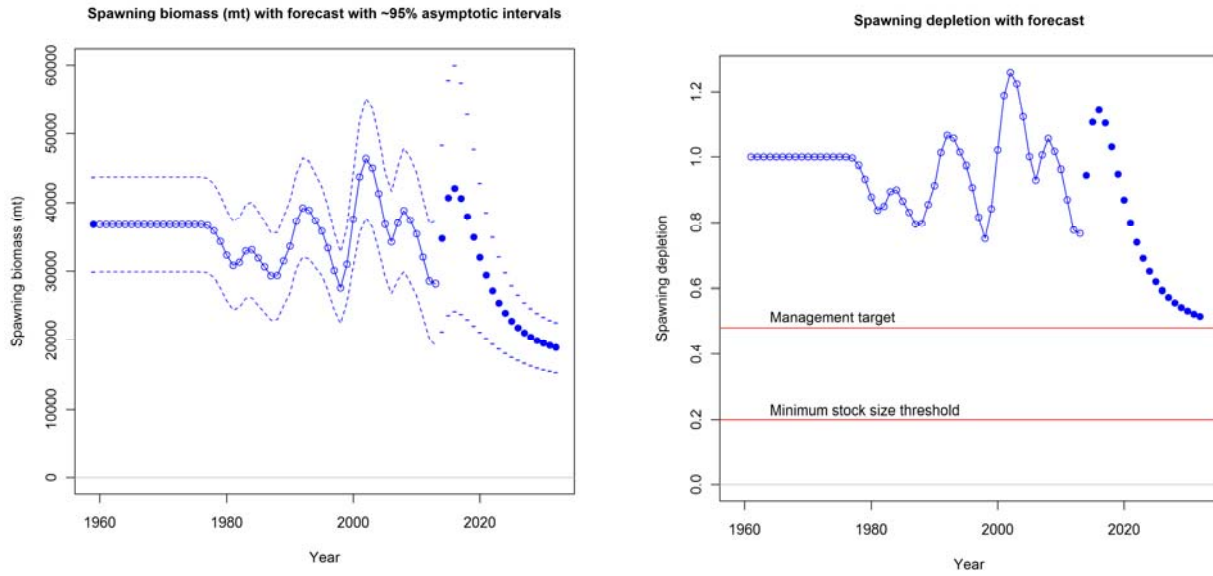 Spawning biomass (mt) with forecast with ~95% asymptotic intervals
Spawning biomass (mt)
60000
50000
40000
30000
20000
10000
0
1960
1980
2000
2020
Year
Spawning depletion with forecast
Spawning depletion
1.2
1.0
0.8
0.6
0.4
0.2
0.0
Management target
Minimum stock size threshold
1960
1980
2000
2020
Year